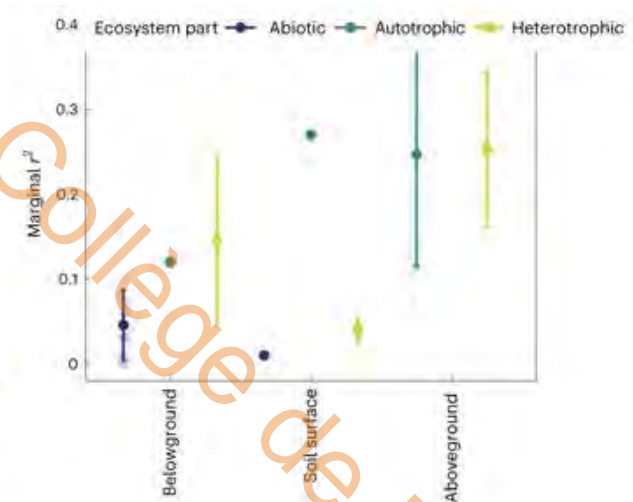 0.4
Ecosystem part Abiotic Autotrophic Heterotrophic
0.3
0.2
0.1
0
Marginal r²
Belowground
Soil surface
Aboveground
Collège de